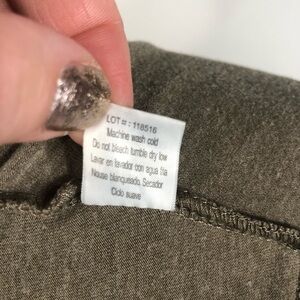 LOT#: 118516
Machine wash cold
Do not bleach tumble dry low
Lavar en lavador con agua fria
Nouse blanqueado, Secador
Ciclo suave